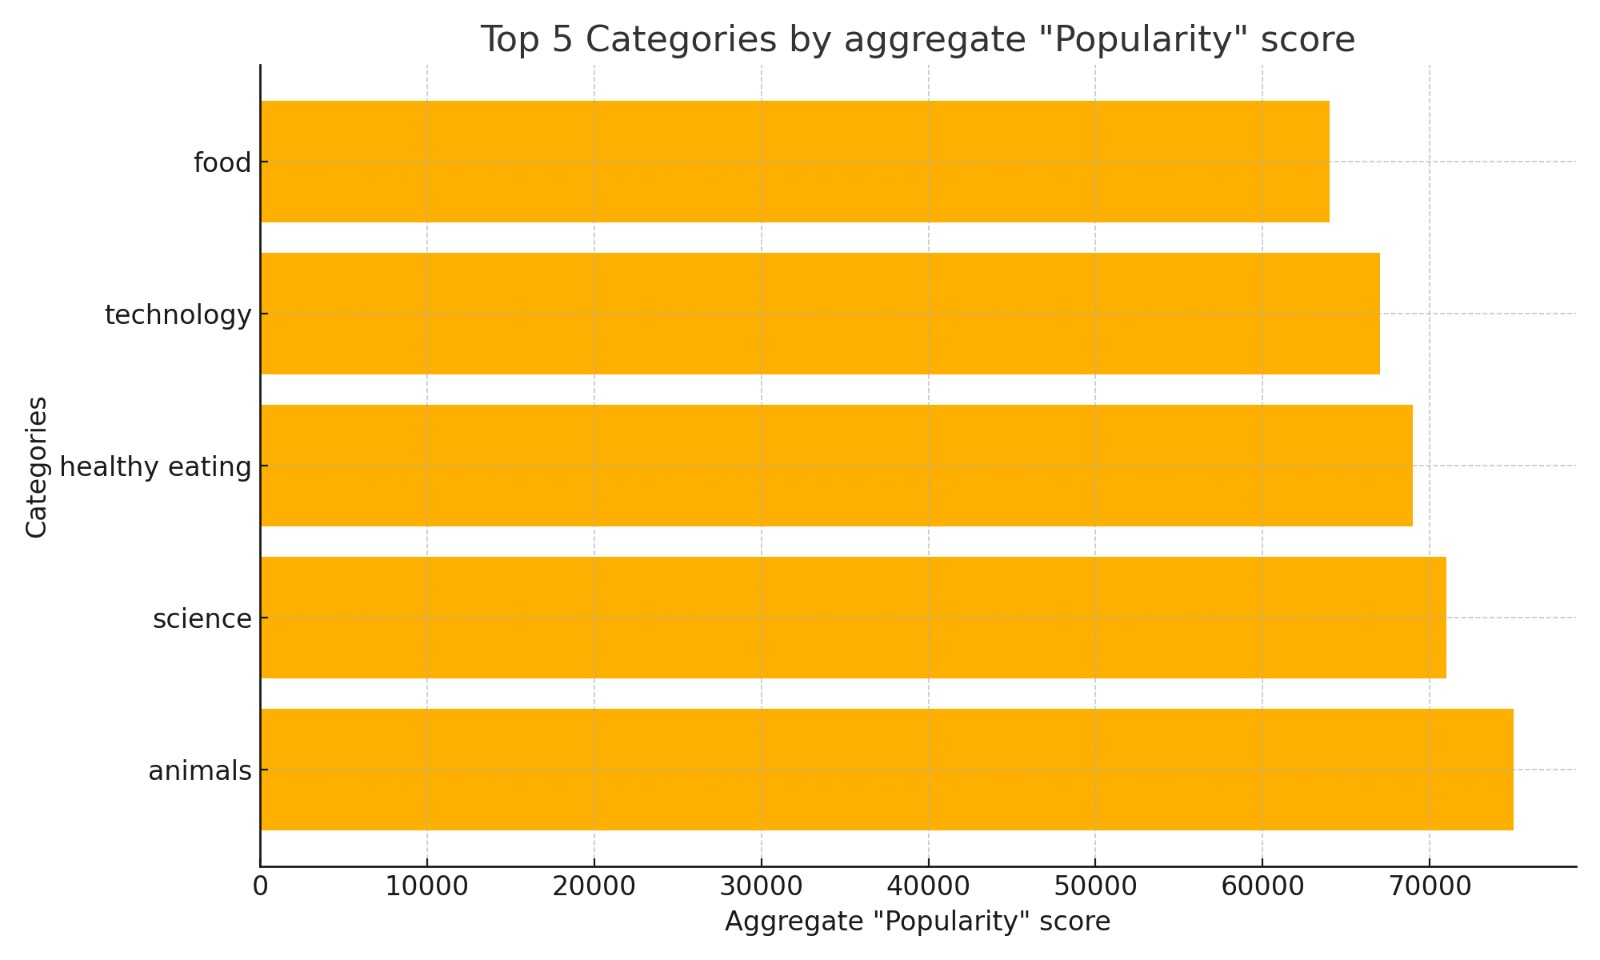 Top 5 Categories by aggregate "Popularity" score
Categories
food
technology
healthy eating
science
animals
0 10000 20000 30000 40000 50000 60000 70000
Aggregate "Popularity" score